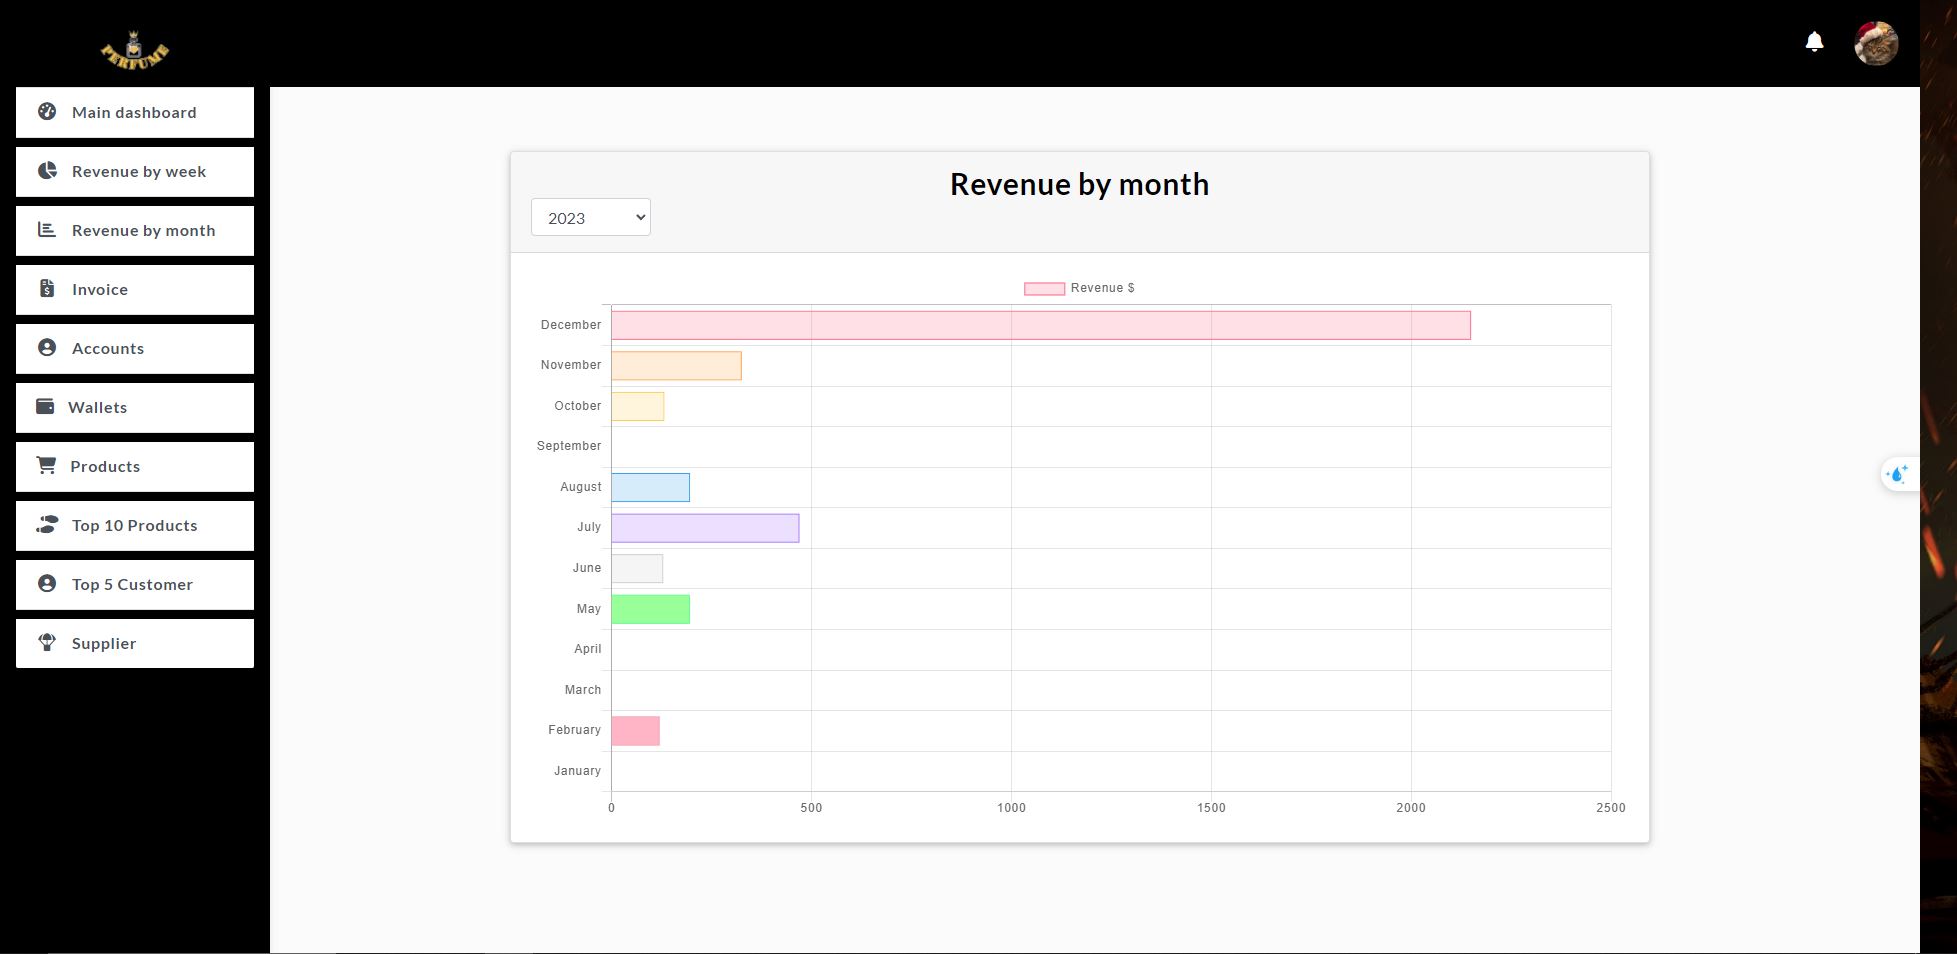 PERFUME
Main dashboard
Revenue by week
Revenue by month
Invoice
Accounts
Wallets
Products
Top 10 Products
Top 5 Customer
Supplier
Revenue by month
2023
Revenue $
December
November
October
September
August
July
June
May
April
March
February
January
0 500 1000 1500 2000 2500